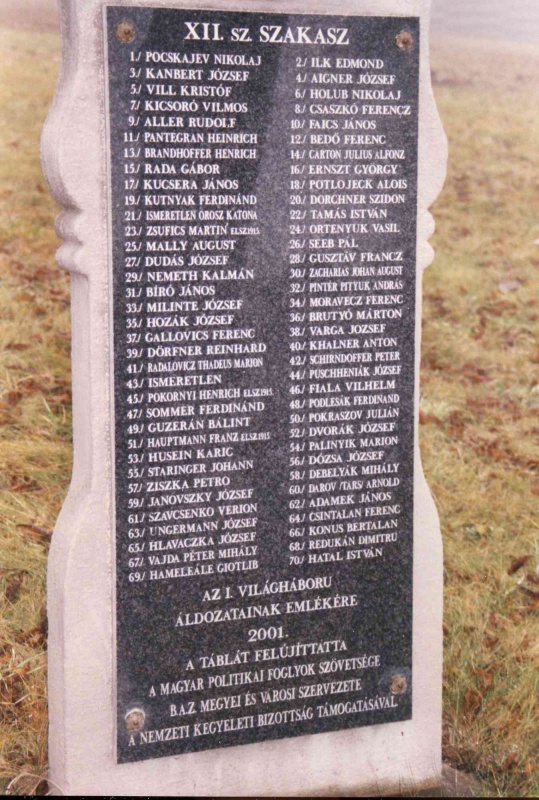 XII. sz. SZAKASZ
1./ POCSKAJEV NIKOLAJ 2./ ILK EDMOND
3./ KANBERT JÓZSEF 4./ AIGNER JÓZSEF
5./ VILL KRISTÓF 6./ HOLUB NIKOLAJ
7./ KICSORÓ VILMOS 8./ CSASZKÓ FERENCZ
9./ ALLER RUDOLF 10./ FAICS JÁNOS
11./ PANTEGRAN HEINRICH 12./ BEDŐ FERENC
13./ BRANDHOFFER HENRICH 14./ CARTON JULIUS ALFONZ
15./ RADA GÁBOR 16./ ERNSZT GYÖRGY
17./ KUCSERA JÁNOS 18./ POTLOJECK ALOIS
19./ KUTNYAK FERDINÁND 20./ DORCHNER SZIDON
21./ ISMERETLEN OROSZ KATONA 22./ TAMÁS ISTVÁN
23./ ZSUFICS MARTIN ELSZ.1915. 24./ ORTENYUK VASIL
25./ MALLY AUGUST 26./ SEEB PÁL
27./ DUDÁS JÓZSEF 28./ GUSZTÁV FRANCZ
29./ NEMETH KALMÁN 30./ ZACHARIAS JOHAN AUGUST
31./ BÍRÓ JÁNOS 32./ PINTÉR PITYUK ANDRÁS
33./ MILINTE JÓZSEF 34./ MORAVECZ FERENC
35./ HOZÁK JÓZSEF 36./ BRUTYÓ MÁRTON
37./ GALLOVICS FERENC 38./ VARGA JOZSEF
39./ DÖRFNER REINHARD 40./ KHALNER ANTON
41./ RADALOVICZ THADEUS MARION 42./ SCHIRNDOFFER PETER
43./ ISMERETLEN 44./ PUSCHHENIÁK JÓZSEF
45./ POKORNYI HENRICH ELSZ.1915. 46./ FIALA VILHELM
47./ SOMMER FERDINÁND 48./ PODLESÁK FERDINAND
49./ GUZERÁN BÁLINT 50./ POKRASZOV JULIÁN
51./ HAUPTMANN FRANZ ELSZ.1915 52./ DVORÁK JÓZSEF
53./ HUSEIN KARIC 54./ PALINYIK MARION
55./ STARINGER JOHANN 56./ DÓZSA JÓZSEF
57./ ZISZKA PETRO 58./ DEBELYÁK MIHÁLY
59./ JANOVSZKY JÓZSEF 60./ DAROV /TARS/ ARNOLD
61./ SZAVCSENKO VERION 62./ ADAMEK JÁNOS
63./ UNGERMANN JÓZSEF 64./ CSINTALAN FERENC
65./ HLAVACZKA JÓZSEF 66./ KONUS BERTALAN
67./ VAJDA PÉTER MIHÁLY 68./ REDUKÁN DIMITRU
69./ HAMELEÁLE GIOTLIB 70./ HATAL ISTVÁN
AZ I. VILÁGHÁBORU
ÁLDOZATAINAK EMLÉKÉRE
2001.
A TÁBLÁT FELÚJÍTTATTA
A MAGYAR POLITIKAI FOGLYOK SZÖVETSÉGE
B.A.Z. MEGYEI ÉS VÁROSI SZERVEZETE
A NEMZETI KEGYELETI BIZOTTSÁG TÁMOGATÁSÁVAL.